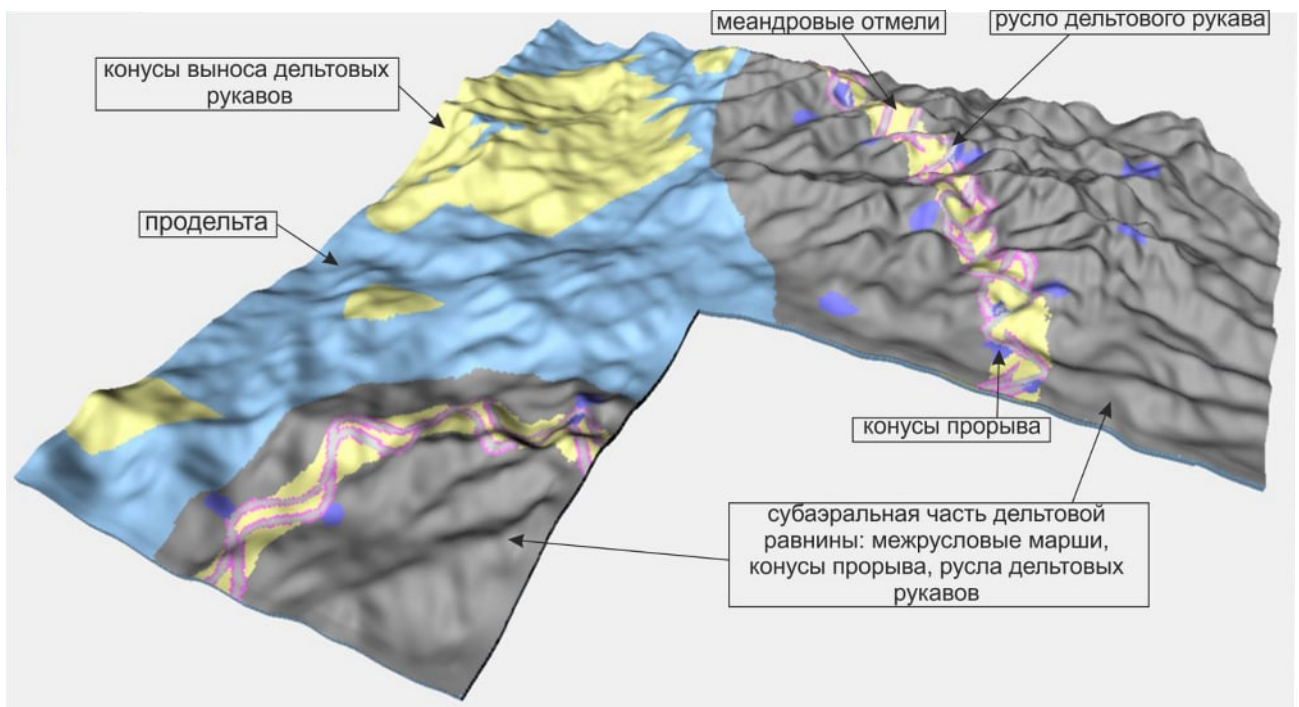 меандровые отмели
русло дельтового рукава
конусы выноса дельтовых
рукавов
продельта
конусы прорыва
субаэральная часть дельтовой
равнины: межрусловые марши,
конусы прорыва, русла дельтовых
рукавов